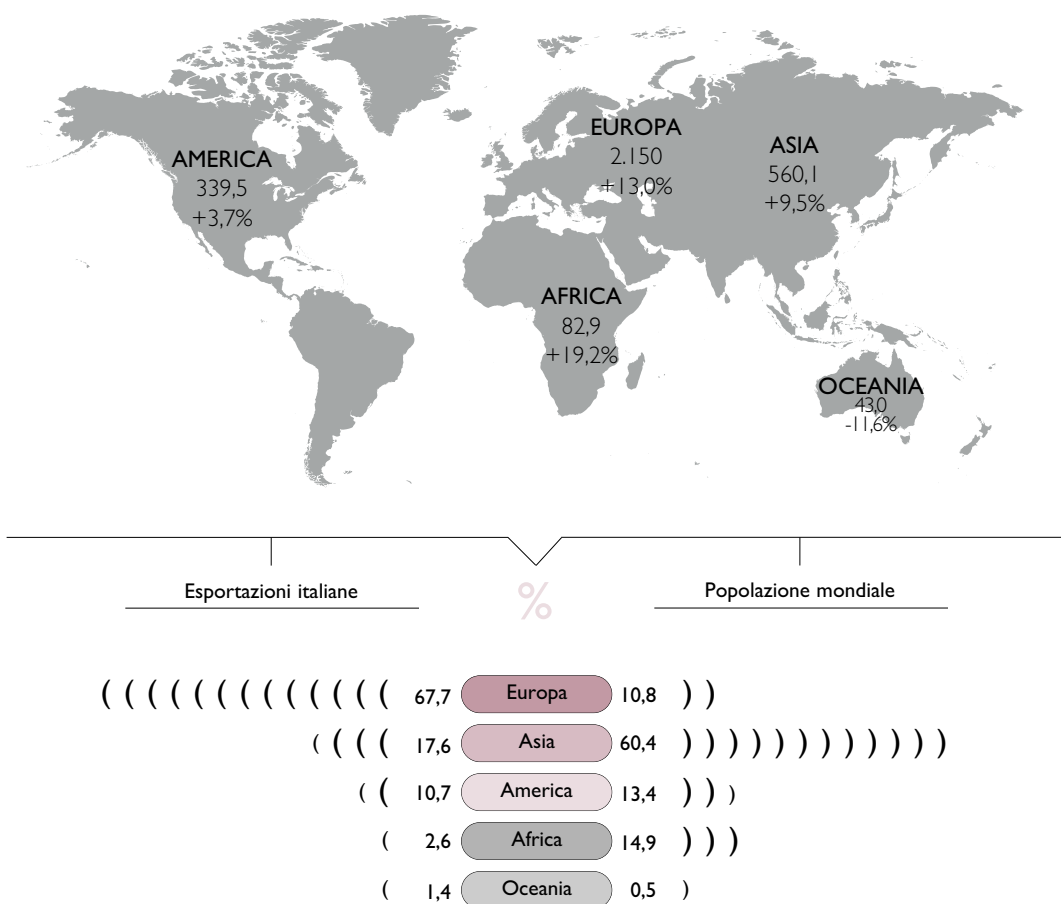 EUROPA
2.150
+13,0%
ASIA
560,1
+9,5%
AMERICA
339,5
+3,7%
AFRICA
82,9
+19,2%
OCEANIA
43,0
-11,6%
Esportazioni italiane
%
Popolazione mondiale
( ( ( ( ( ( ( ( ( ( ( ( ( 67,7 Europa 10,8 ) )
( ( ( ( 17,6 Asia 60,4 ) ) ) ) ) ) ) ) ) ) ) )
( ( 10,7 America 13,4 ) ) )
( 2,6 Africa 14,9 ) ) )
( 1,4 Oceania 0,5 )